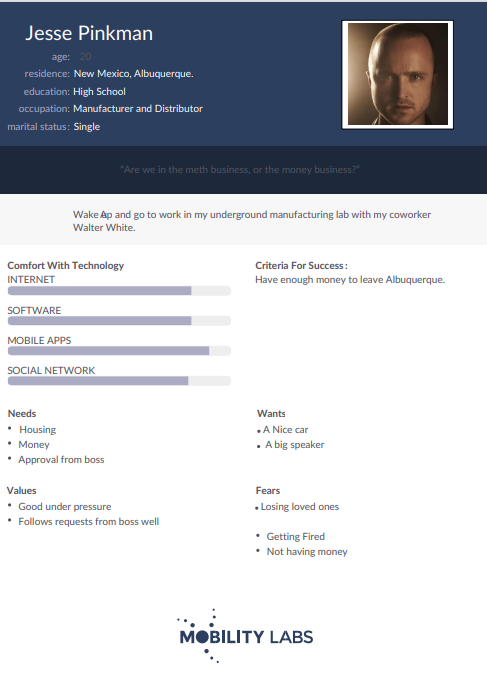 Jesse Pinkman
age: 20
residence: New Mexico, Albuquerque.
education: High School
occupation: Manufacturer and Distributor
marital status: Single
"Are we in the meth business, or the money business?"
Wake up and go to work in my underground manufacturing lab with my coworker
Walter White.
Comfort With Technology
INTERNET
SOFTWARE
MOBILE APPS
SOCIAL NETWORK
Criteria For Success:
Have enough money to leave Albuquerque.
Needs
• Housing
• Money
• Approval from boss
Wants
• A Nice car
• A big speaker
Values
• Good under pressure
• Follows requests from boss well
Fears
• Losing loved ones
• Getting Fired
• Not having money
MOBILITY LABS